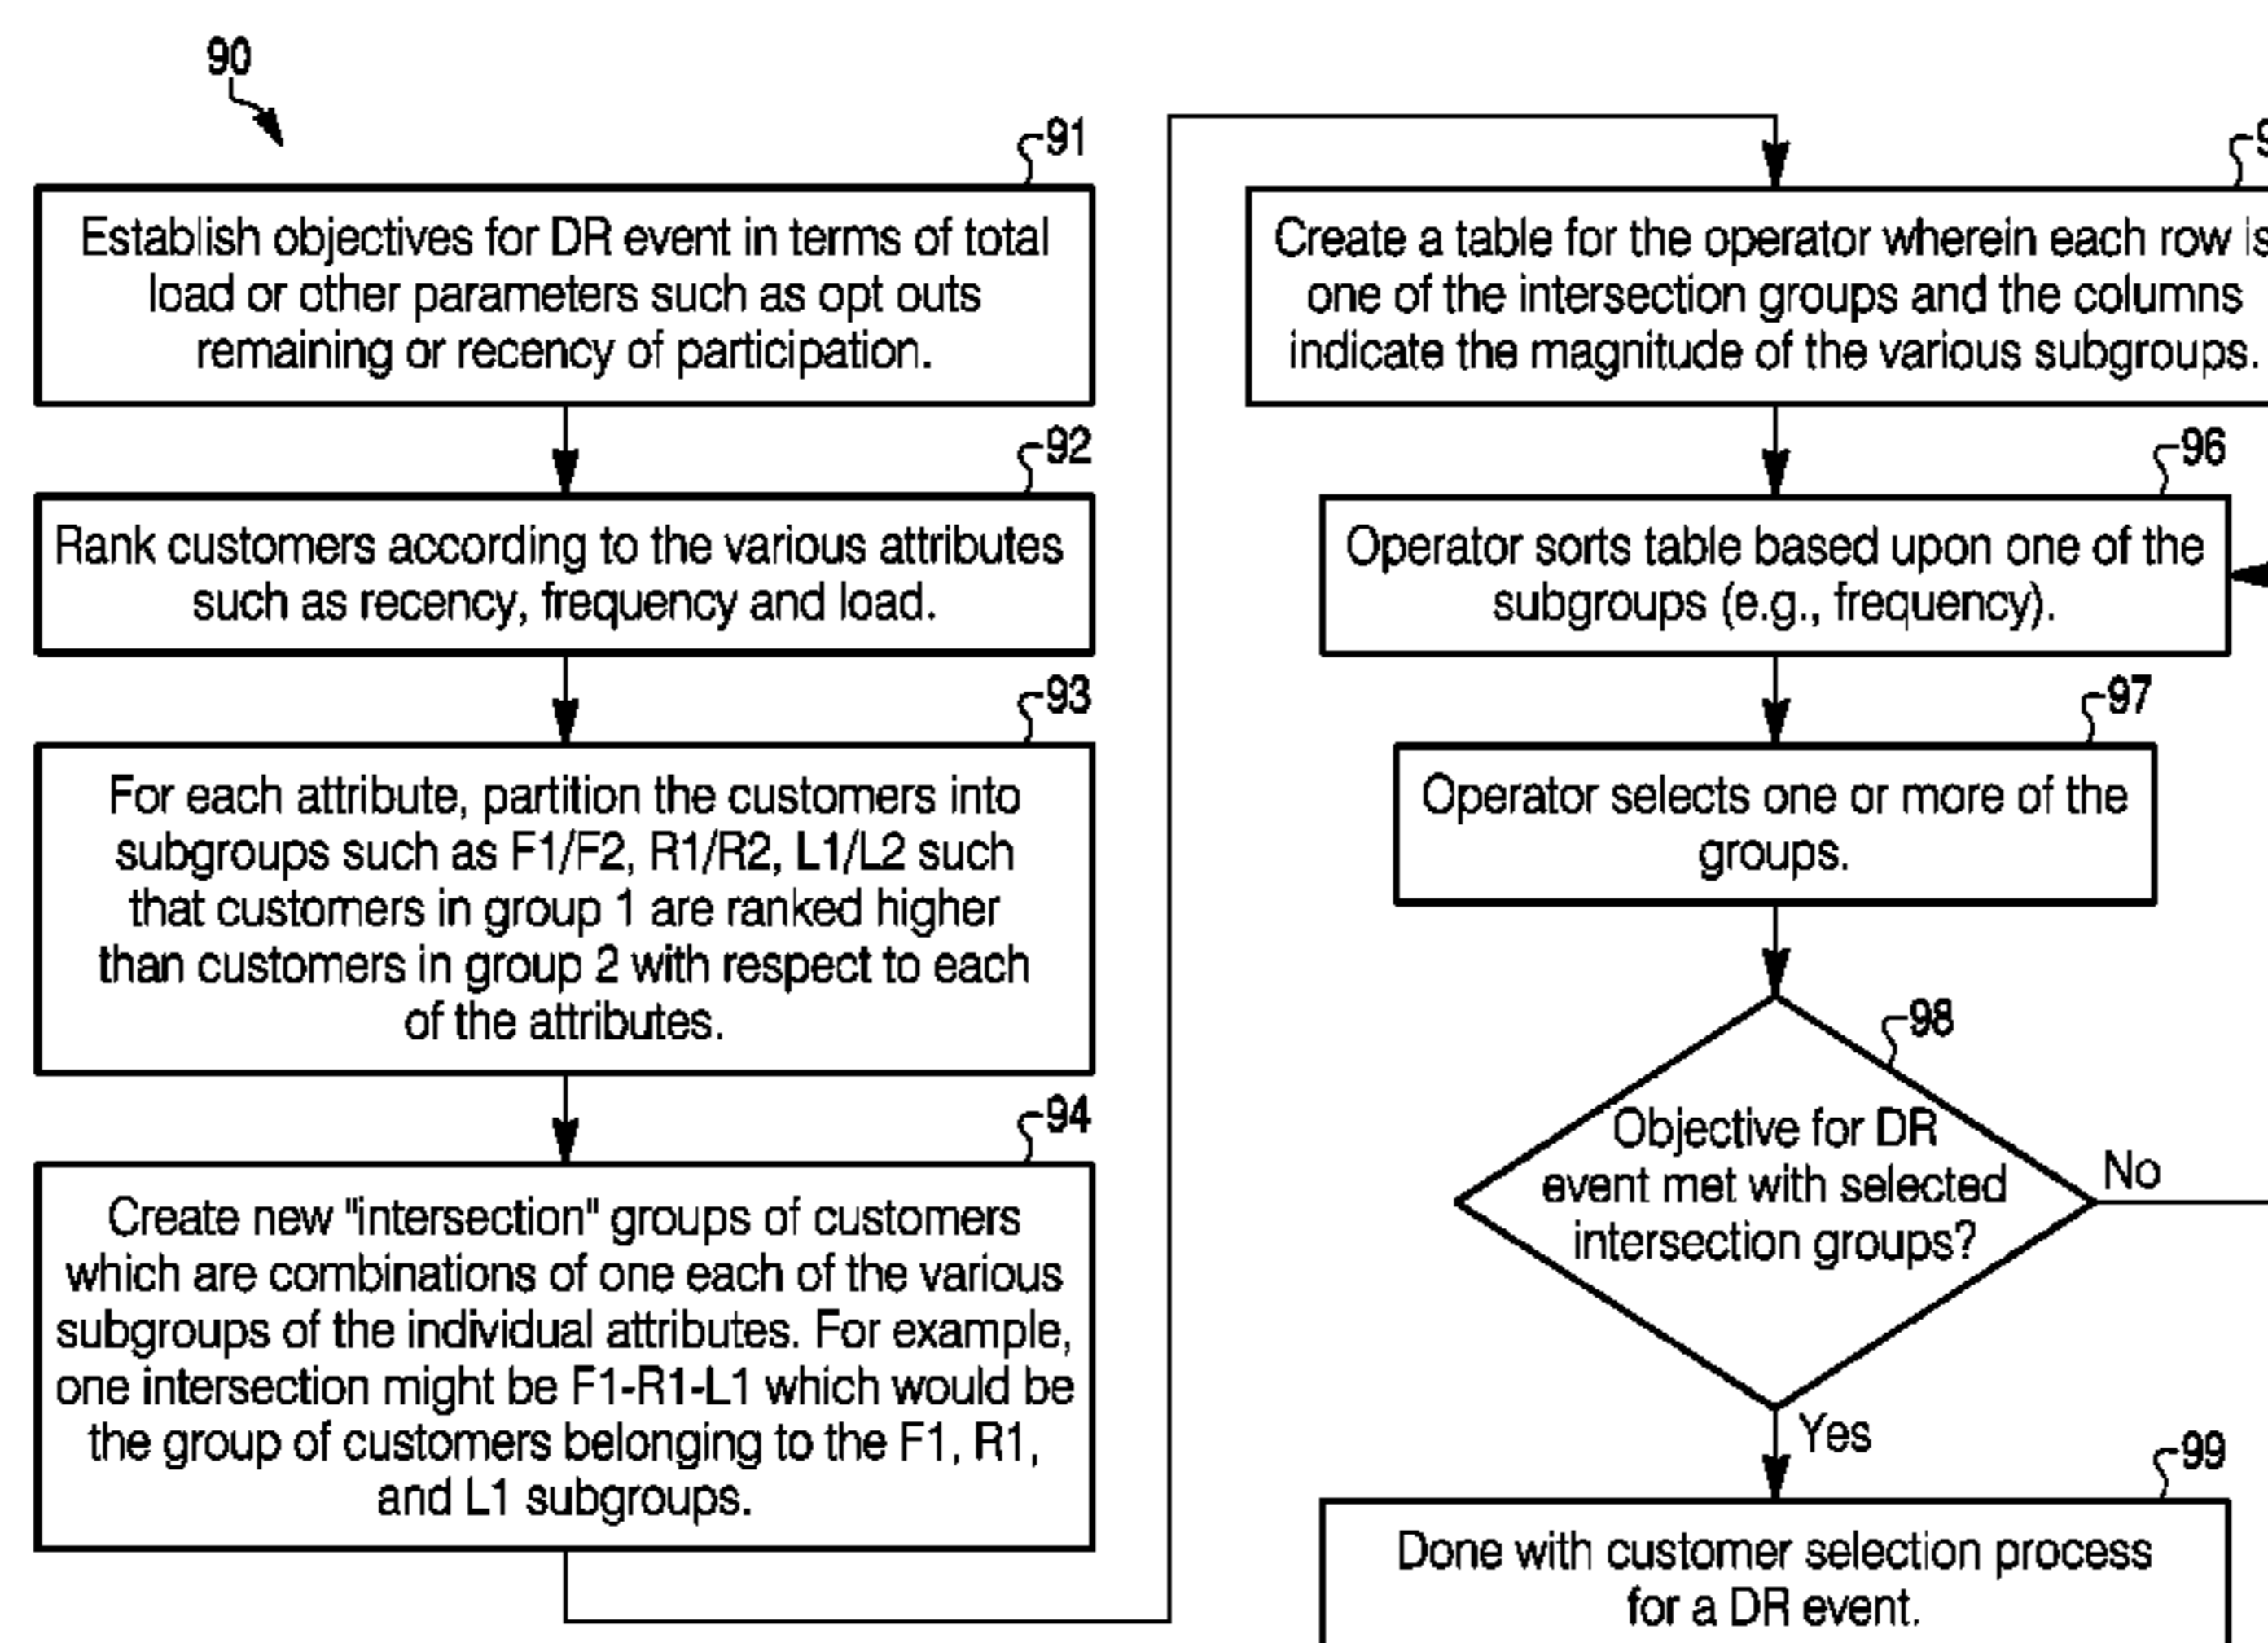 90
91
Establish objectives for DR event in terms of total
load or other parameters such as opt outs
remaining or recency of participation.
92
Rank customers according to the various attributes
such as recency, frequency and load.
93
For each attribute, partition the customers into
subgroups such as F1/F2, R1/R2, L1/L2 such
that customers in group 1 are ranked higher
than customers in group 2 with respect to each
of the attributes.
94
Create new "intersection" groups of customers
which are combinations of one each of the various
subgroups of the individual attributes. For example,
one intersection might be F1-R1-L1 which would be
the group of customers belonging to the F1, R1,
and L1 subgroups.
Create a table for the operator wherein each row is
one of the intersection groups and the columns
indicate the magnitude of the various subgroups.
96
Operator sorts table based upon one of the
subgroups (e.g., frequency).
97
Operator selects one or more of the
groups.
98
Objective for DR
event met with selected
intersection groups?
No
Yes
99
Done with customer selection process
for a DR event.